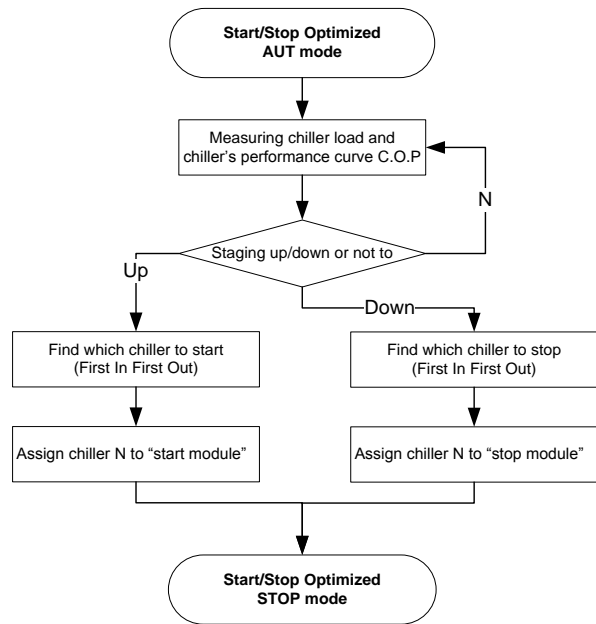 Start/Stop Optimized
AUT mode
Measuring chiller load and
chiller's performance curve C.O.P
N
Staging up/down or not to
Up
Down
Find which chiller to start
(First In First Out)
Find which chiller to stop
(First In First Out)
Assign chiller N to “start module”
Assign chiller N to “stop module”
Start/Stop Optimized
STOP mode